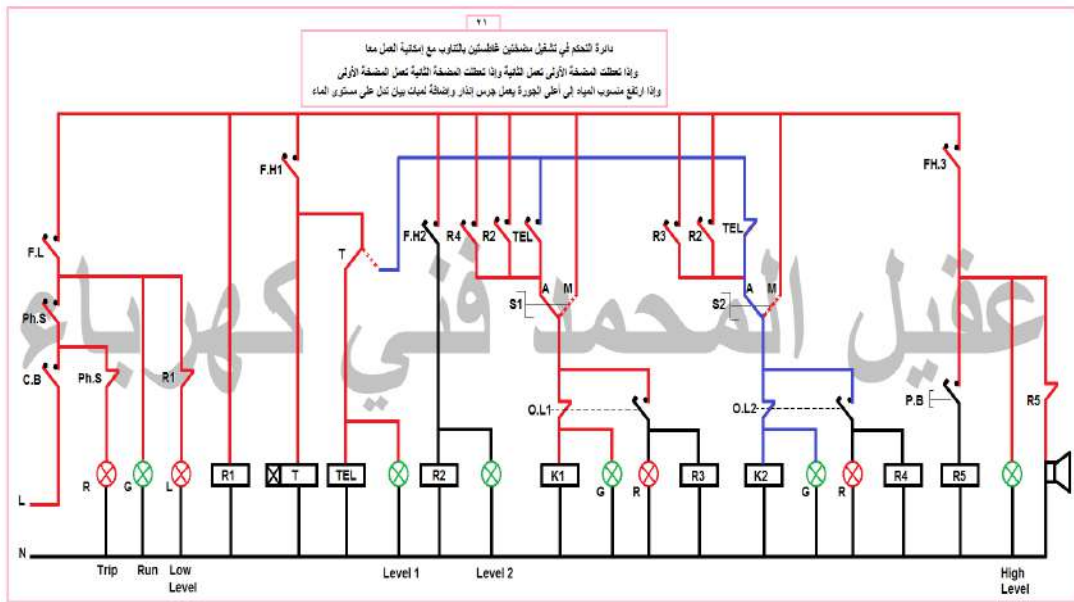 ٢١
دائرة التحكم في تشغيل مضختين غاطستين بالتناوب مع إمكانية العمل معا
وإذا تعطلت المضخة الأولى تعمل الثانية وإذا تعطلت المضخة الثانية تعمل المضخة الأولى
وإذا ارتفع منسوب المياه إلى أعلى الجورة يعمل جرس إنذار وإضافة لمبات بيان تدل على مستوى الماء
F.H1
FH.3
F.L
T
F.H2
R4
R2
TEL
R3
R2
TEL
A
M
S1
A
M
S2
عقيل المحمد فني كهرباء
Ph.S
C.B
Ph.S
R1
O.L1
O.L2
P.B
R5
R
G
L
R1
T
TEL
R2
K1
G
R
R3
K2
G
R
R4
R5
L
N
Trip
Run
Low Level
Level 1
Level 2
High Level